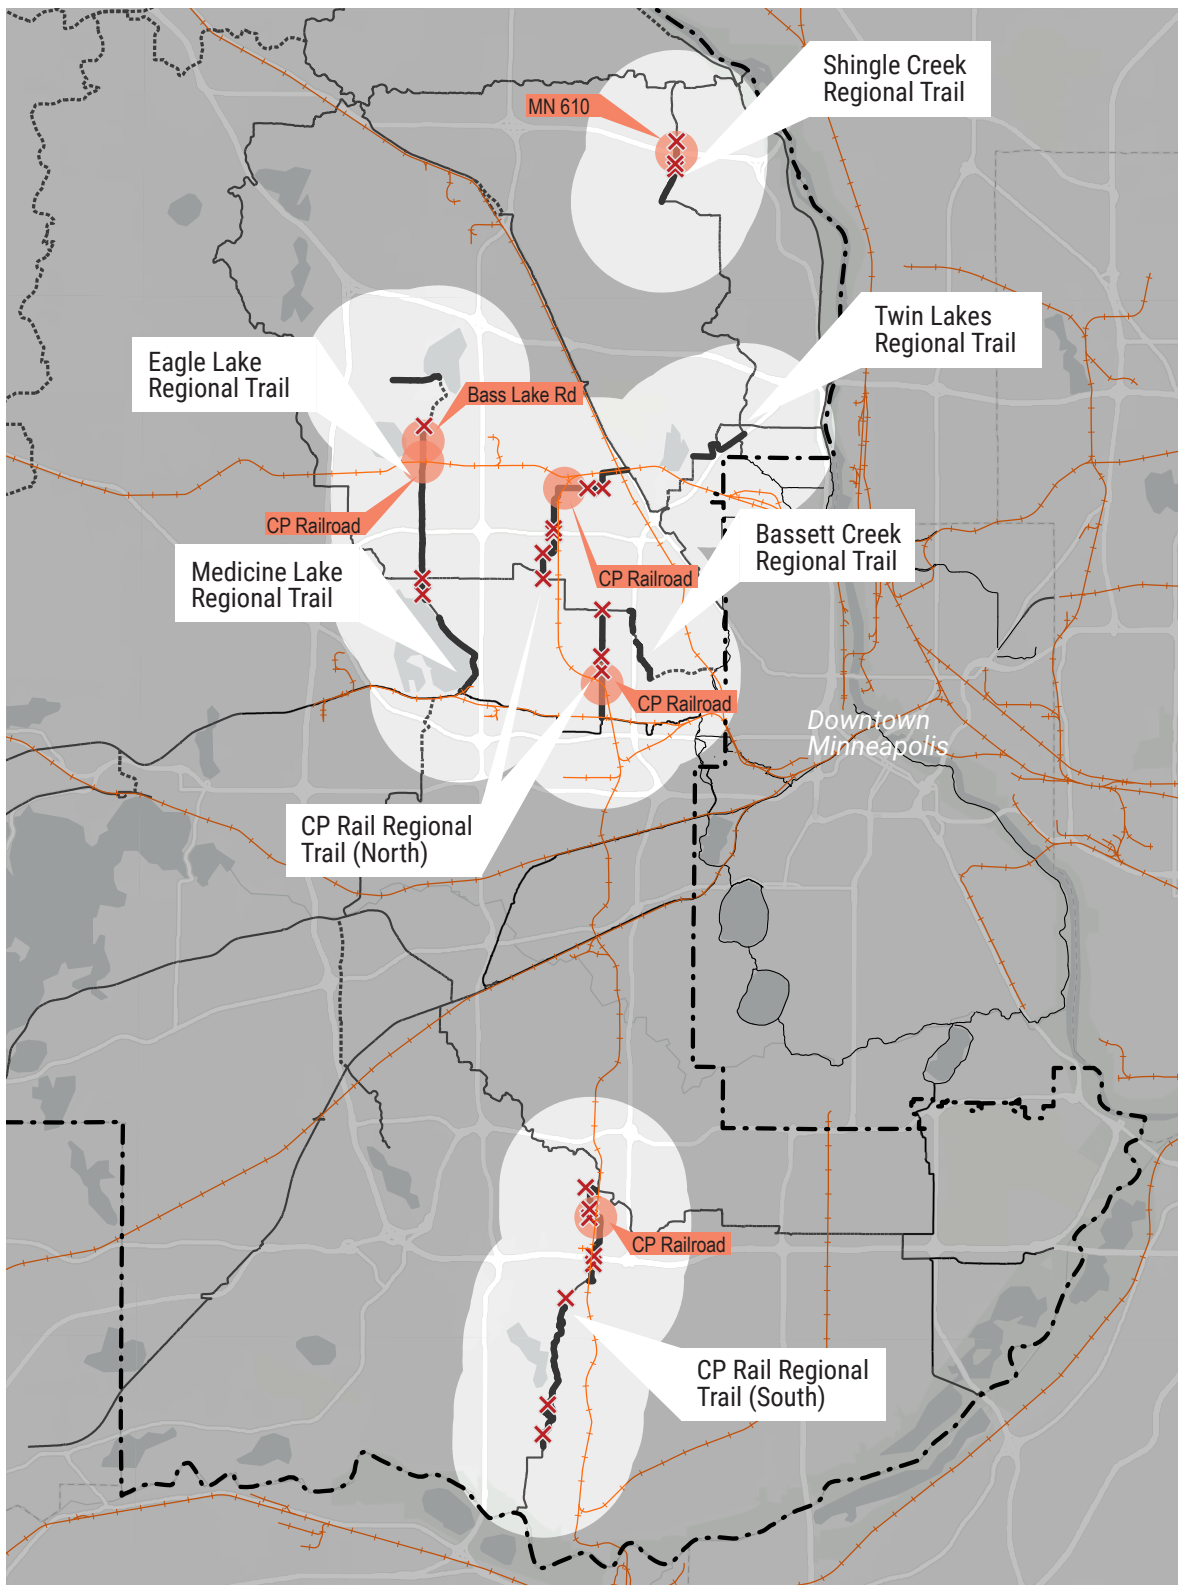 Shingle Creek
Regional Trail
MN 610
Twin Lakes
Regional Trail
Eagle Lake
Regional Trail
Bass Lake Rd
CP Railroad
Bassett Creek
Regional Trail
Medicine Lake
Regional Trail
CP Railroad
CP Railroad
Downtown
Minneapolis
CP Rail Regional
Trail (North)
CP Railroad
CP Rail Regional
Trail (South)